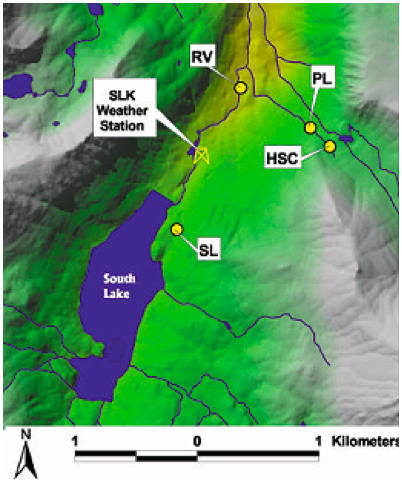 RV
PL
SLK
Weather
Station
HSC
SL
South
Lake
N
1 0 1 Kilometers